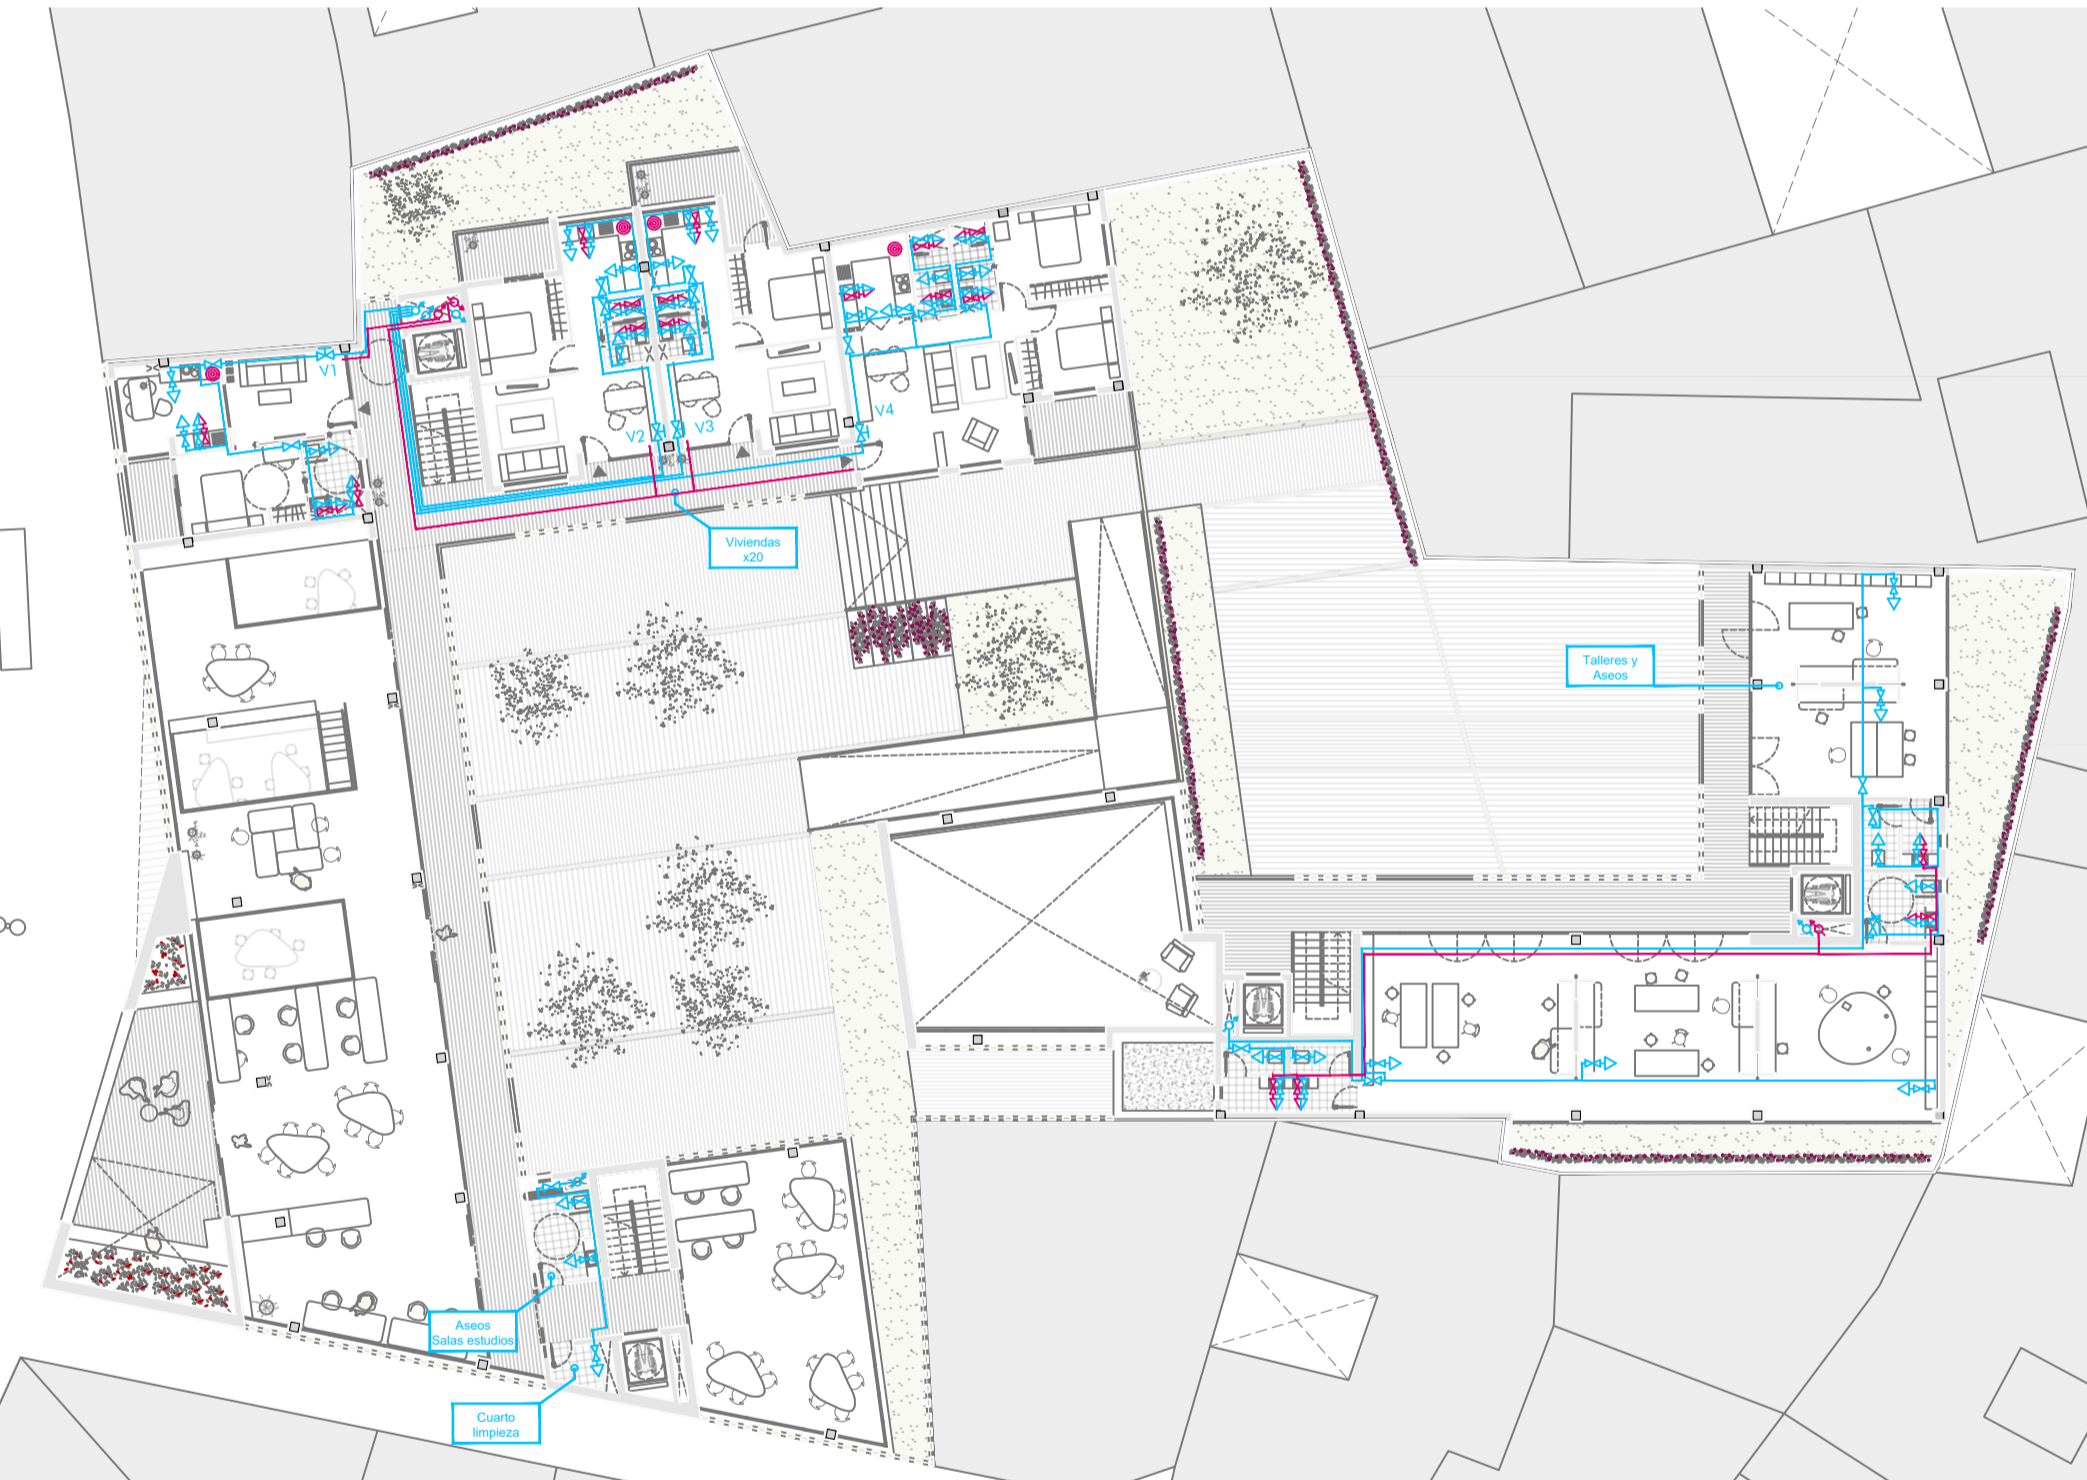 V1
V2
V3
V4
Viviendas
x20
Talleres y
Aseos
Aseos
Salas estudios
Cuarto
limpieza